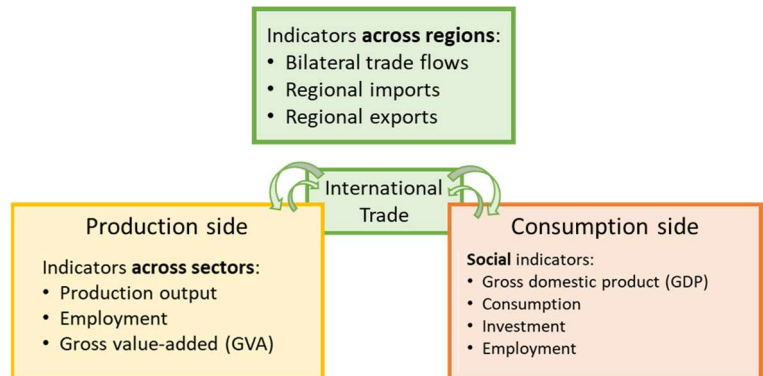 Indicators across regions:
• Bilateral trade flows
• Regional imports
• Regional exports
International
Trade
Production side
Indicators across sectors:
• Production output
• Employment
• Gross value-added (GVA)
Consumption side
Social indicators:
• Gross domestic product (GDP)
• Consumption
• Investment
• Employment